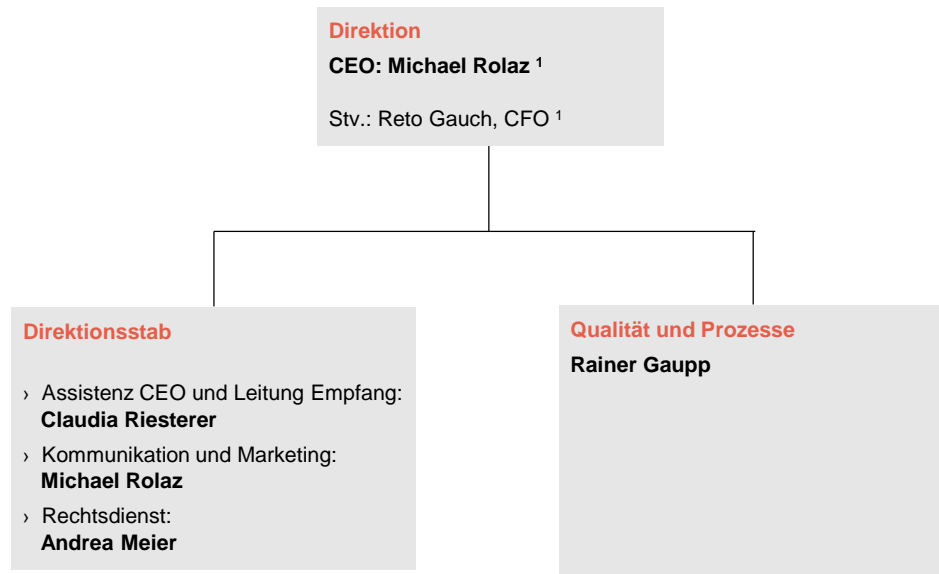 Direktion
CEO: Michael Rolaz ¹
Stv.: Reto Gauch, CFO ¹
Direktionsstab
› Assistenz CEO und Leitung Empfang:
Claudia Riesterer
› Kommunikation und Marketing:
Michael Rolaz
› Rechtsdienst:
Andrea Meier
Qualität und Prozesse
Rainer Gaupp